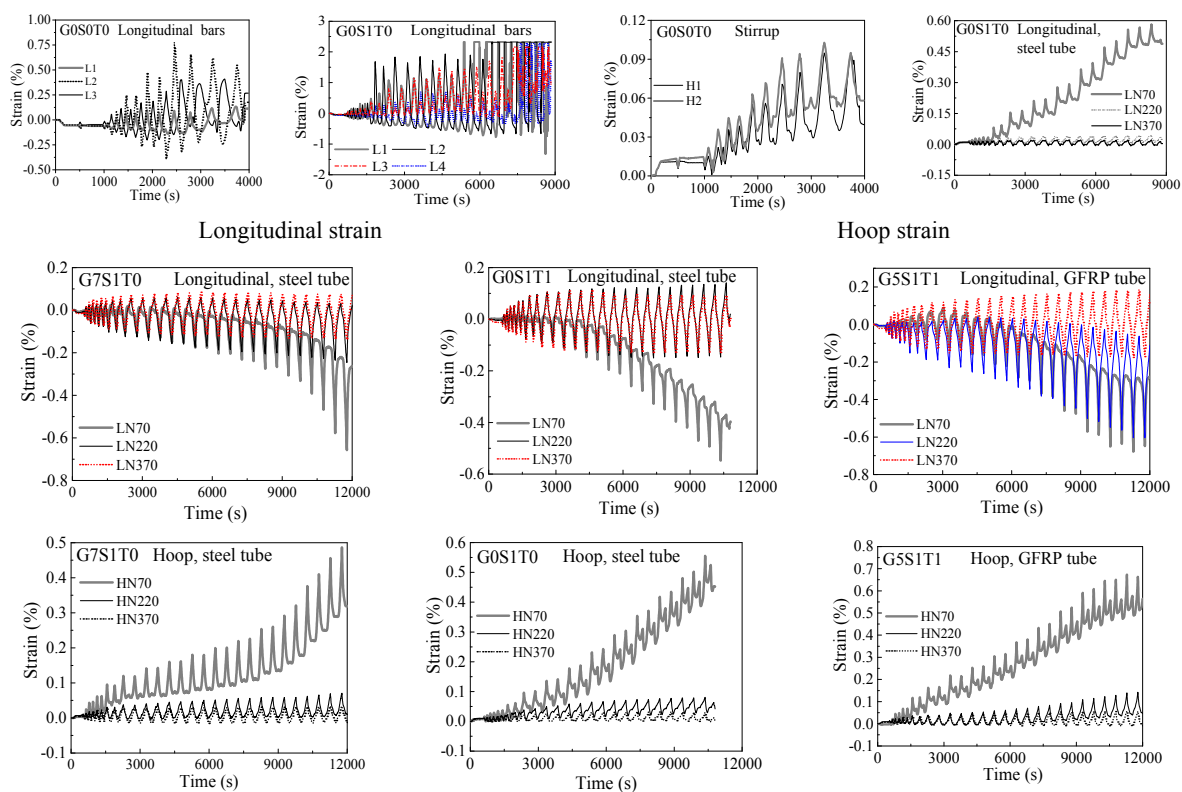 G0S0T0 Longitudinal bars
Strain (%)
1.00
0.75
0.50
0.25
0.00
-0.25
-0.50
L1
L2
L3
0 1000 2000 3000 4000
Time (s)
G0S1T0 Longitudinal bars
Strain (%)
3
2
1
0
-1
2
L1 L2
L3 L4
0 3000 6000 9000
Time (s)
G0S0T0 Stirrup
Strain (%)
0.12
0.09
0.06
0.03
0.00
H1
H2
0 1000 2000 3000 4000
Time (s)
G0S1T0 Longitudinal,
steel tube
Strain (%)
0.60
0.45
0.30
0.15
0.00
-0.15
LN70
LN220
LN370
0 3000 6000 9000
Time (s)
Longitudinal strain
Hoop strain
G7S1T0 Longitudinal, steel tube
Strain (%)
0.2
0.0
-0.2
-0.4
-0.6
-0.8
LN70
LN220
LN370
0 3000 6000 9000 12000
Time (s)
G0S1T1 Longitudinal, steel tube
Strain (%)
0.2
0.0
-0.2
-0.4
-0.6
LN70
LN220
LN370
0 3000 6000 9000 12000
Time (s)
G5S1T1 Longitudinal, GFRP tube
Strain (%)
0.2
0.0
-0.2
-0.4
-0.6
-0.8
LN70
LN220
LN370
0 3000 6000 9000 12000
Time (s)
G7S1T0 Hoop, steel tube
Strain (%)
0.5
0.4
0.3
0.2
0.1
0.0
-0.1
HN70
HN220
HN370
0 3000 6000 9000 12000
Time (s)
G0S1T0 Hoop, steel tube
Strain (%)
0.6
0.5
0.4
0.3
0.2
0.1
0.0
-0.1
HN70
HN220
HN370
0 3000 6000 9000 12000
Time (s)
G5S1T1 Hoop, GFRP tube
Strain (%)
0.8
0.7
0.6
0.5
0.4
0.3
0.2
0.1
0.0
-0.1
HN70
HN220
HN370
0 3000 6000 9000 12000
Time (s)